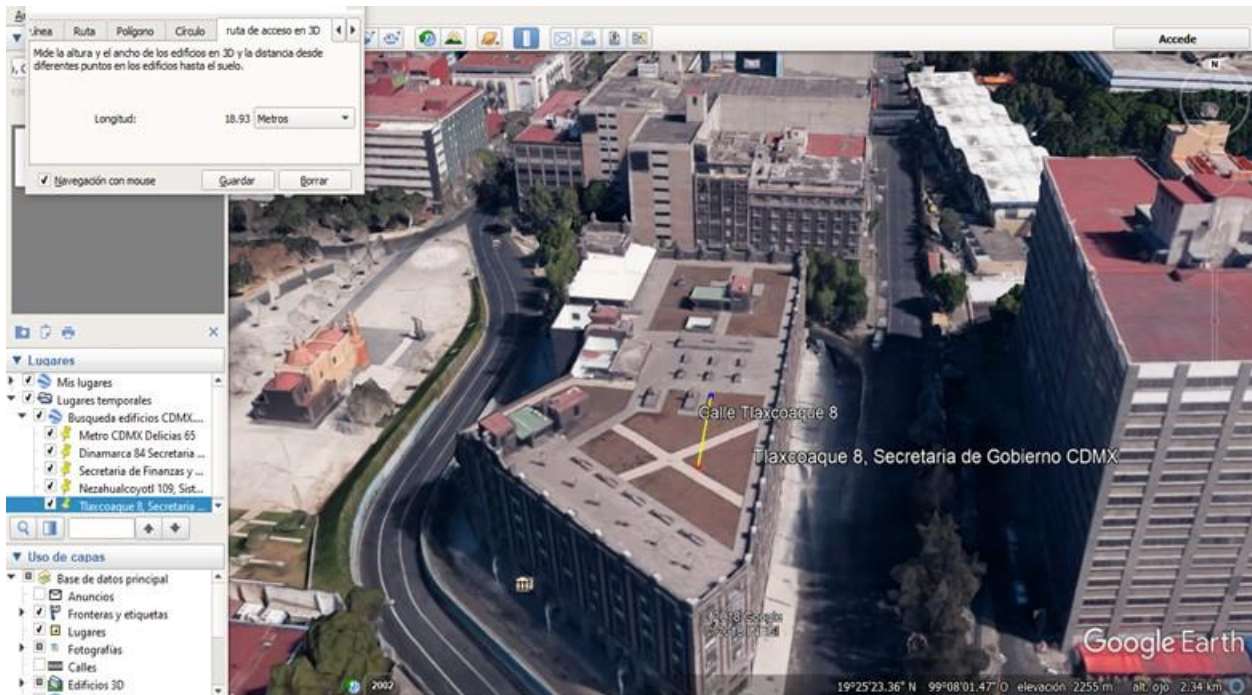 Línea Ruta Polígono Círculo ruta de acceso en 3D
Mide la altura y el ancho de los edificios en 3D y la distancia desde
diferentes puntos en los edificios hasta el suelo.
Longitud: 18.93 Metros
Navegación con mouse Guardar Borrar
Accede
N
Lugares
Mis lugares
Lugares temporales
Busqueda edificios CDMX....
Metro CDMX Delicias 65
Dinamarca 84 Secretaria ...
Secretaria de Finanzas y ...
Nezahualcoyotl 109, Sist...
Tlaxcoaque 8, Secretaria ...
Uso de capas
Base de datos principal
Anuncios
Fronteras y etiquetas
Lugares
Fotografías
Calles
Edificios 3D
Calle Tlaxcoaque 8
Tlaxcoaque 8, Secretaria de Gobierno CDMX
Google Earth
2002
19°25'23.36" N 99°08'01.47" O elevación 2255 m alt. ojo 2.34 km